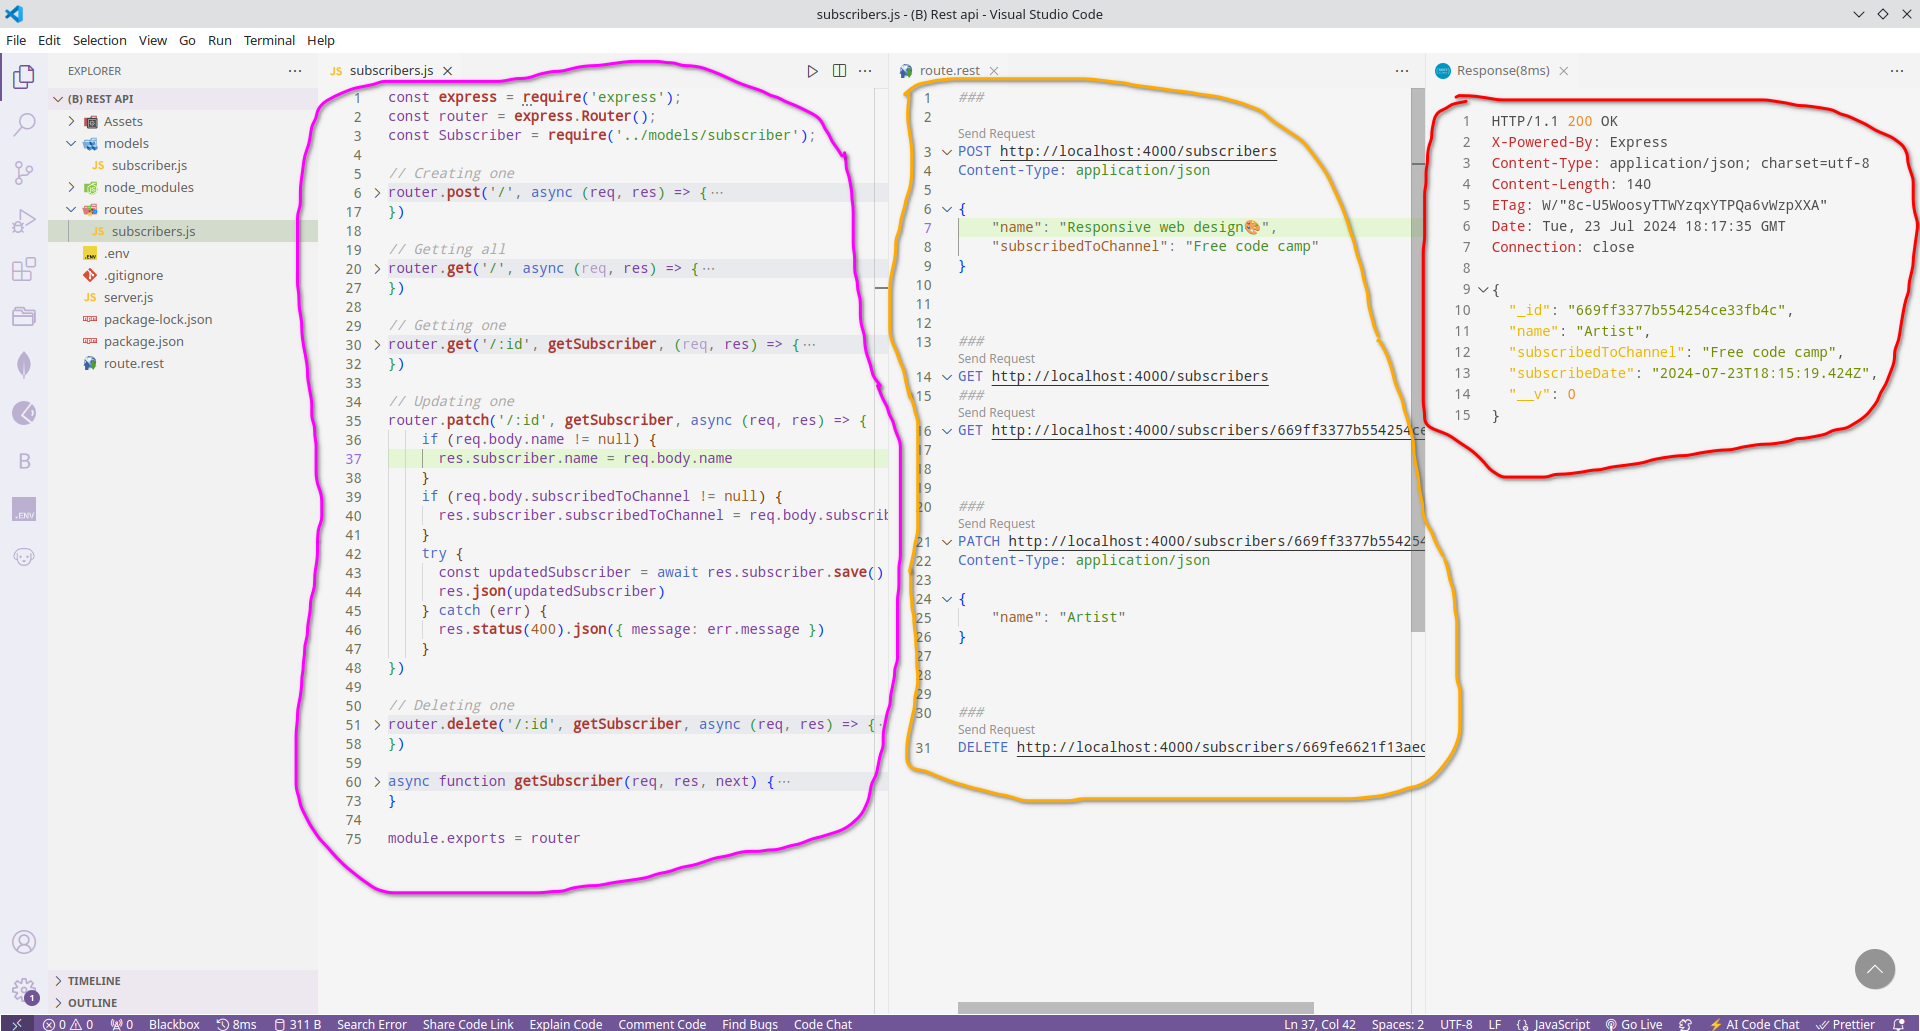 subscribers.js - (B) Rest api - Visual Studio Code
File Edit Selection View Go Run Terminal Help
EXPLORER
(B) REST API
Assets
models
JS subscriber.js
node_modules
routes
JS subscribers.js
.env
.gitignore
JS server.js
package-lock.json
package.json
route.rest
TIMELINE
OUTLINE
B
.ENV
1
JS subscribers.js
1 const express = require('express');
2 const router = express.Router();
3 const Subscriber = require('../models/subscriber');
4
5 // Creating one
6 router.post('/', async (req, res) => {···
17 })
18
19 // Getting all
20 router.get('/', async (req, res) => {···
27 })
28
29 // Getting one
30 router.get('/:id', getSubscriber, (req, res) => {···
32 })
33
34 // Updating one
35 router.patch('/:id', getSubscriber, async (req, res) => {
36 if (req.body.name != null) {
37 res.subscriber.name = req.body.name
38 }
39 if (req.body.subscribedToChannel != null) {
40 res.subscriber.subscribedToChannel = req.body.subscrib
41 }
42 try {
43 const updatedSubscriber = await res.subscriber.save()
44 res.json(updatedSubscriber)
45 } catch (err) {
46 res.status(400).json({ message: err.message })
47 }
48 })
49
50 // Deleting one
51 router.delete('/:id', getSubscriber, async (req, res) => {·
58 })
59
60 async function getSubscriber(req, res, next) {···
73 }
74
75 module.exports = router
route.rest
1 ###
2
Send Request
3 POST http://localhost:4000/subscribers
4 Content-Type: application/json
5
6 {
7 "name": "Responsive web design🎨",
8 "subscribedToChannel": "Free code camp"
9 }
10
11
12
13 ###
Send Request
14 GET http://localhost:4000/subscribers
15 ###
Send Request
16 GET http://localhost:4000/subscribers/669ff3377b554254ce
17
18
19
20 ###
Send Request
21 PATCH http://localhost:4000/subscribers/669ff3377b554254
22 Content-Type: application/json
23
24 {
25 "name": "Artist"
26 }
27
28
29
30 ###
Send Request
31 DELETE http://localhost:4000/subscribers/669fe6621f13aec
Response(8ms)
1 HTTP/1.1 200 OK
2 X-Powered-By: Express
3 Content-Type: application/json; charset=utf-8
4 Content-Length: 140
5 ETag: W/"8c-U5WoosyTTWYzqxYTPQa6vWzpXXA"
6 Date: Tue, 23 Jul 2024 18:17:35 GMT
7 Connection: close
8
9 {
10 "_id": "669ff3377b554254ce33fb4c",
11 "name": "Artist",
12 "subscribedToChannel": "Free code camp",
13 "subscribeDate": "2024-07-23T18:15:19.424Z",
14 "__v": 0
15 }
0 0 0 Blackbox 8ms 311 B Search Error Share Code Link Explain Code Comment Code Find Bugs Code Chat Ln 37, Col 42 Spaces: 2 UTF-8 LF {} JavaScript Go Live AI Code Chat Prettier